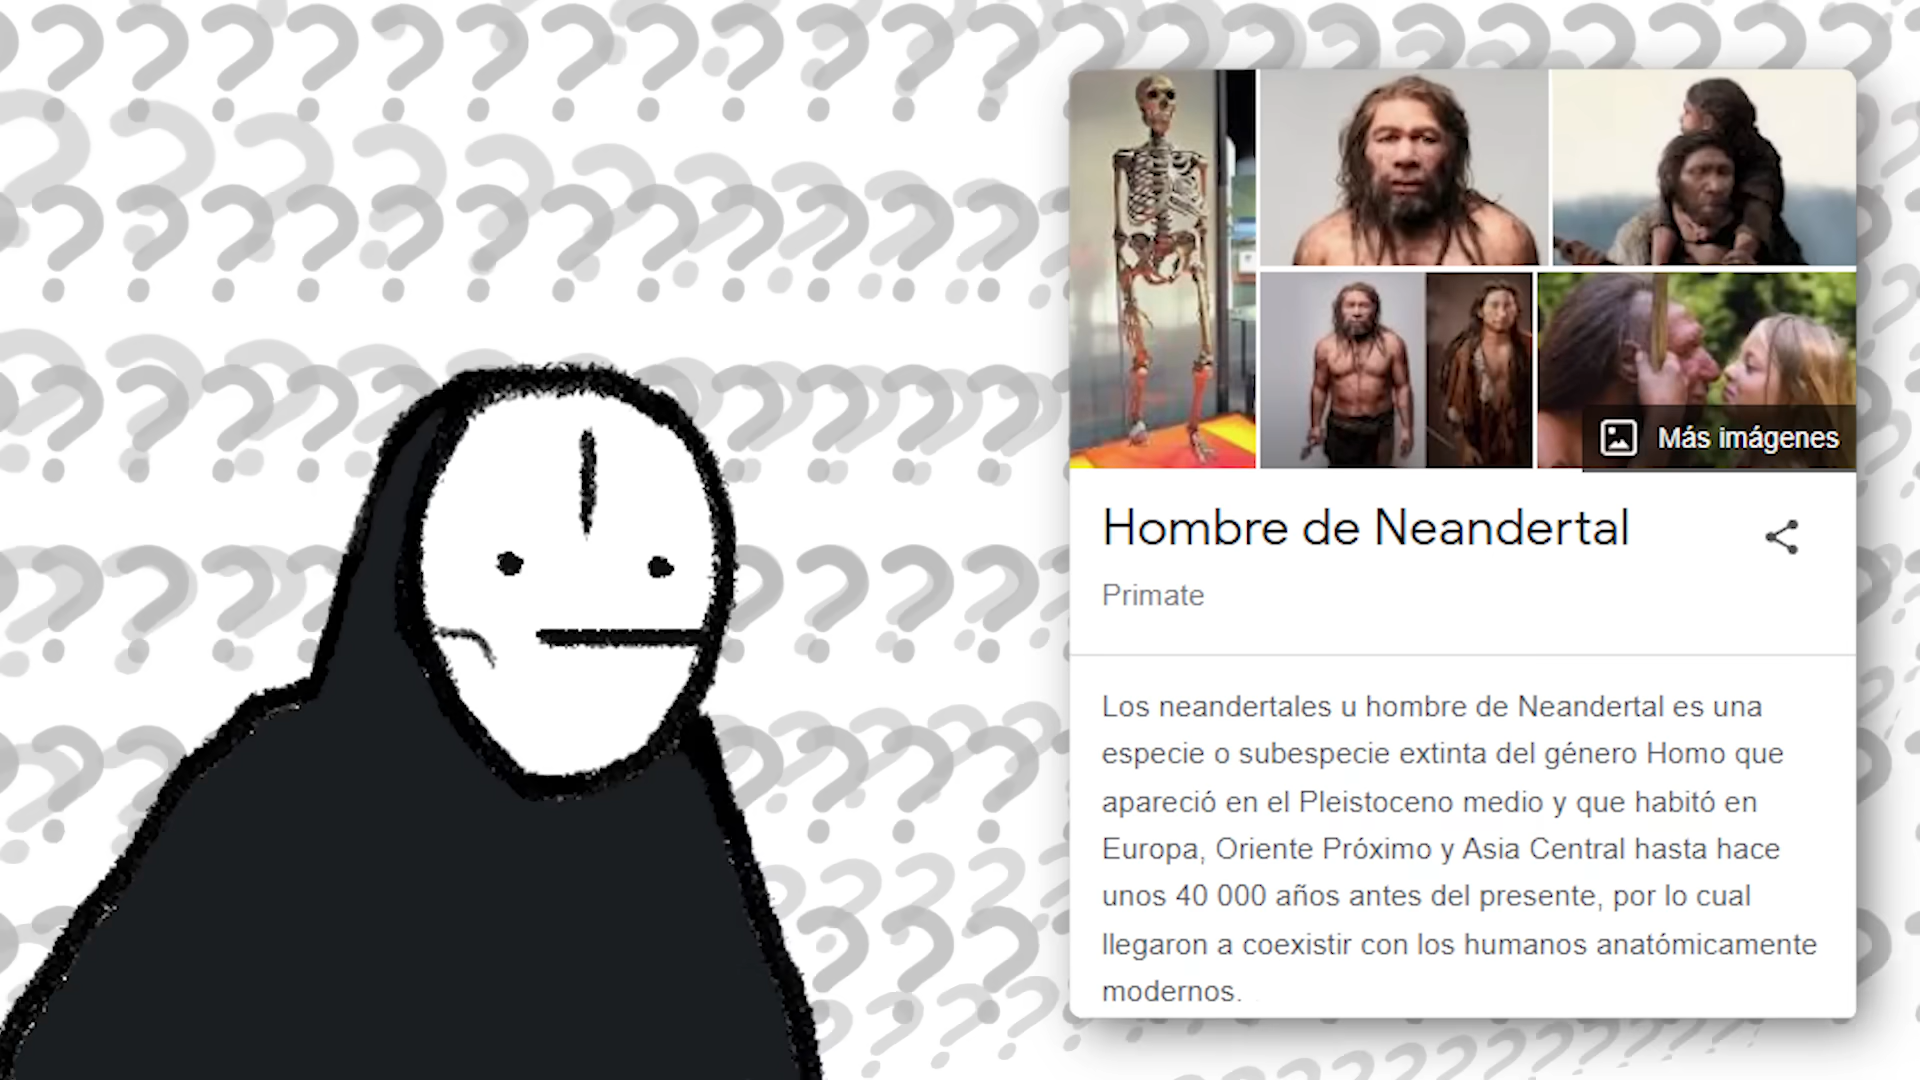 Más imágenes
Hombre de Neandertal
Primate
Los neandertales u hombre de Neandertal es una
especie o subespecie extinta del género Homo que
apareció en el Pleistoceno medio y que habitó en
Europa, Oriente Próximo y Asia Central hasta hace
unos 40 000 años antes del presente, por lo cual
llegaron a coexistir con los humanos anatómicamente
modernos.